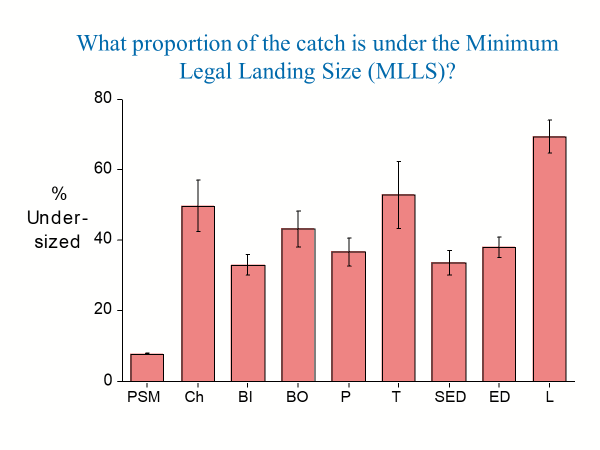 What proportion of the catch is under the Minimum
Legal Landing Size (MLLS)?
80
60
%
Under-
sized
40
20
0
PSM Ch BI BO P T SED ED L